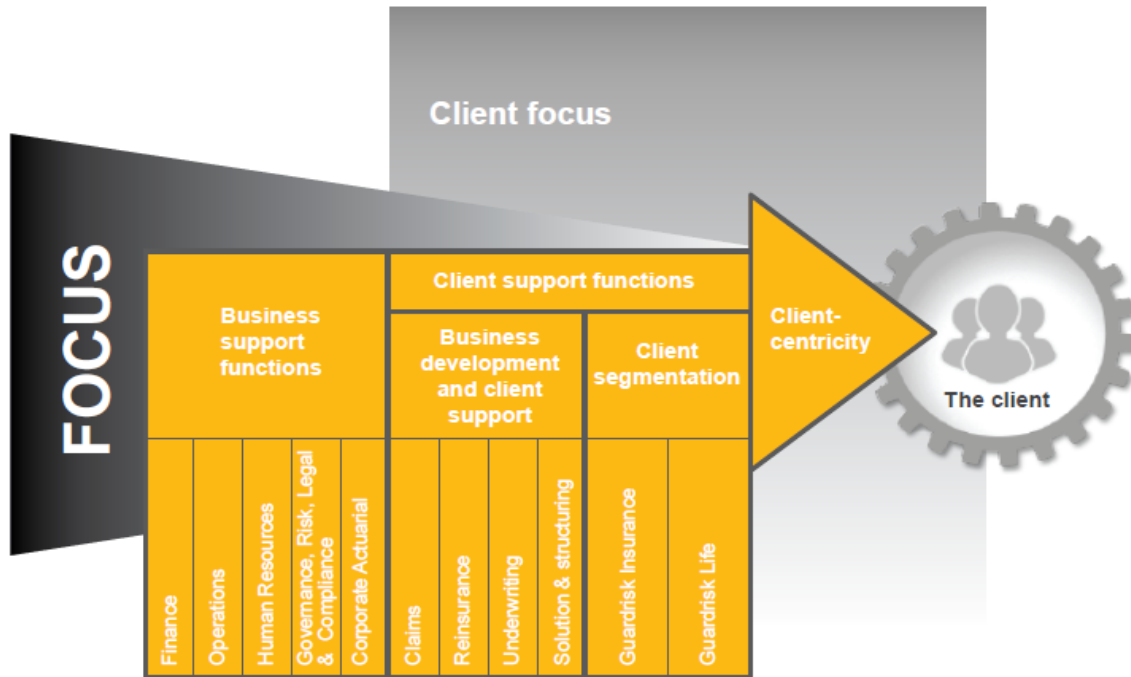 Client focus
FOCUS
Business
support
functions
Client support functions
Business
development
and client
support
Client
segmentation
Client-
centricity
The client
Finance
Operations
Human Resources
Governance, Risk, Legal
& Compliance
Corporate Actuarial
Claims
Reinsurance
Underwriting
Solution & structuring
Guardrisk Insurance
Guardrisk Life